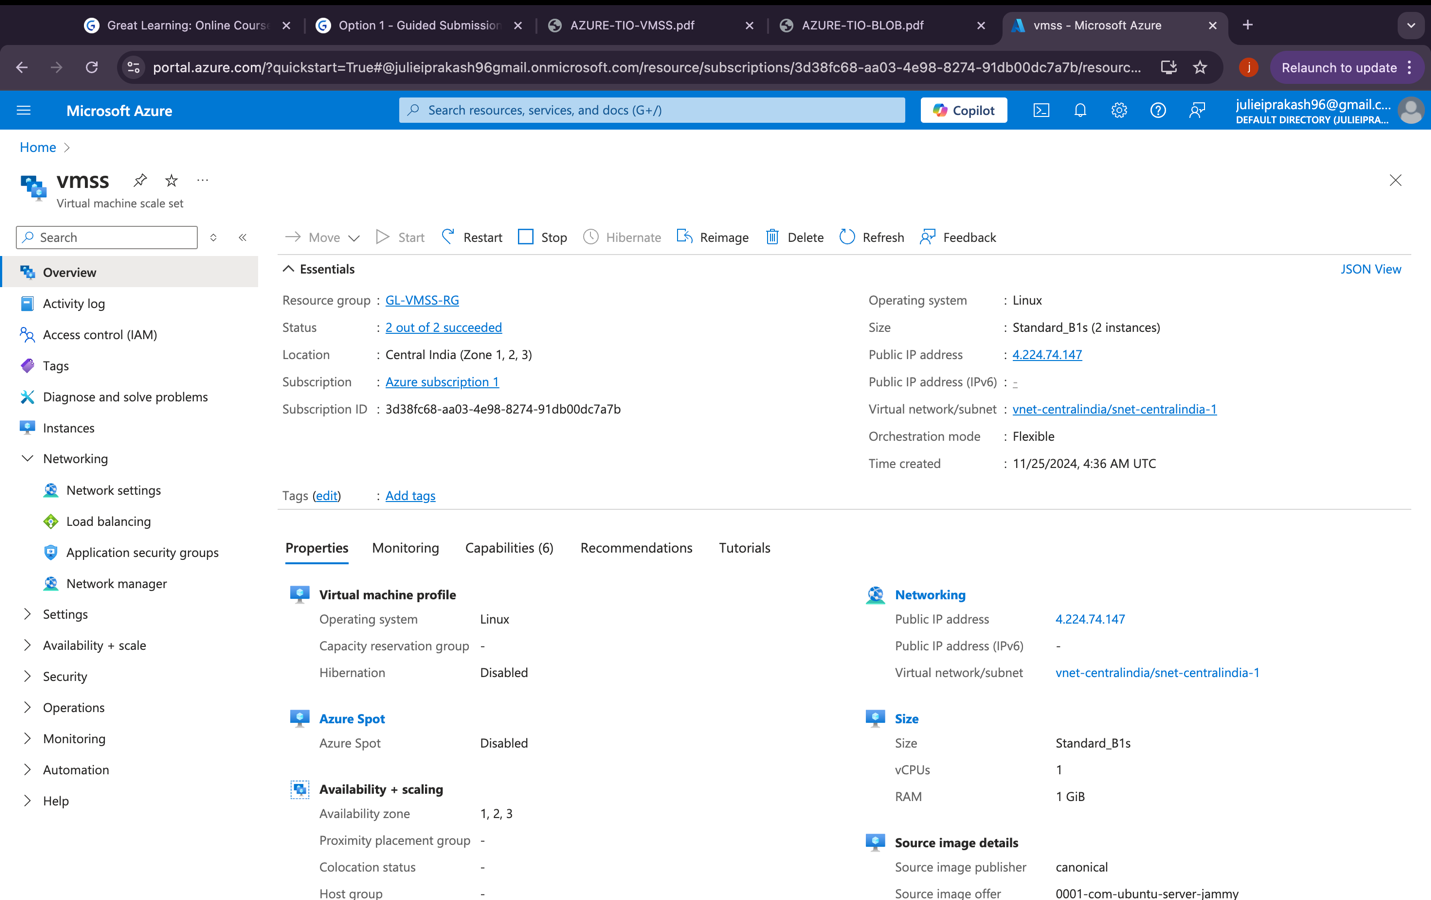 Great Learning: Online Course
Option 1 - Guided Submission
AZURE-TIO-VMSS.pdf
AZURE-TIO-BLOB.pdf
vmss - Microsoft Azure
portal.azure.com/?quickstart=True#@julieiprakash96gmail.onmicrosoft.com/resource/subscriptions/3d38fc68-aa03-4e98-8274-91db00dc7a7b/resourc...
j
Relaunch to update
Microsoft Azure
Search resources, services, and docs (G+/)
Copilot
julieiprakash96@gmail.c...
DEFAULT DIRECTORY (JULIEIPRA...
Home
vmss
Virtual machine scale set
Search
Move
Start
Restart
Stop
Hibernate
Reimage
Delete
Refresh
Feedback
Overview
Activity log
Access control (IAM)
Tags
Diagnose and solve problems
Instances
Networking
Network settings
Load balancing
Application security groups
Network manager
Settings
Availability + scale
Security
Operations
Monitoring
Automation
Help
Essentials
JSON View
Resource group : GL-VMSS-RG
Status : 2 out of 2 succeeded
Location : Central India (Zone 1, 2, 3)
Subscription : Azure subscription 1
Subscription ID : 3d38fc68-aa03-4e98-8274-91db00dc7a7b
Operating system : Linux
Size : Standard_B1s (2 instances)
Public IP address : 4.224.74.147
Public IP address (IPv6) : -
Virtual network/subnet : vnet-centralindia/snet-centralindia-1
Orchestration mode : Flexible
Time created : 11/25/2024, 4:36 AM UTC
Tags (edit) : Add tags
Properties
Monitoring
Capabilities (6)
Recommendations
Tutorials
Virtual machine profile
Operating system Linux
Capacity reservation group -
Hibernation Disabled
Azure Spot
Azure Spot Disabled
Availability + scaling
Availability zone 1, 2, 3
Proximity placement group -
Colocation status -
Host group -
Networking
Public IP address 4.224.74.147
Public IP address (IPv6) -
Virtual network/subnet vnet-centralindia/snet-centralindia-1
Size
Size Standard_B1s
vCPUs 1
RAM 1 GiB
Source image details
Source image publisher canonical
Source image offer 0001-com-ubuntu-server-jammy